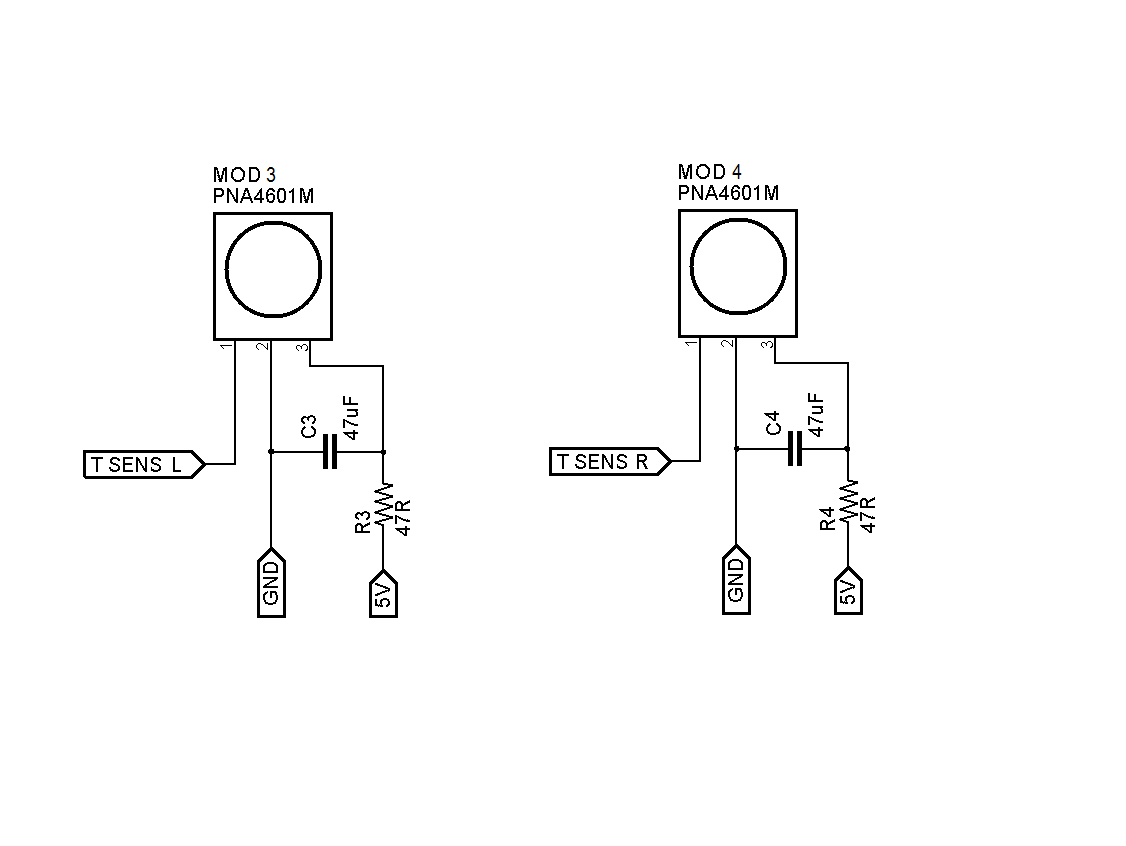 MOD 3
PNA4601M
1
2
3
C3
47uF
T SENS L
R3
47R
GND
5V
MOD 4
PNA4601M
1
2
3
C4
47uF
T SENS R
R4
47R
GND
5V